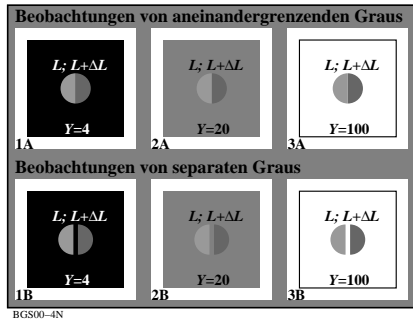 Beobachtungen von aneinandergrenzenden Graus
L; L+ΔL L; L+ΔL L; L+ΔL
Y=4 Y=20 Y=100
1A 2A 3A
Beobachtungen von separaten Graus
L; L+ΔL L; L+ΔL L; L+ΔL
Y=4 Y=20 Y=100
1B 2B 3B
BGS00-4N